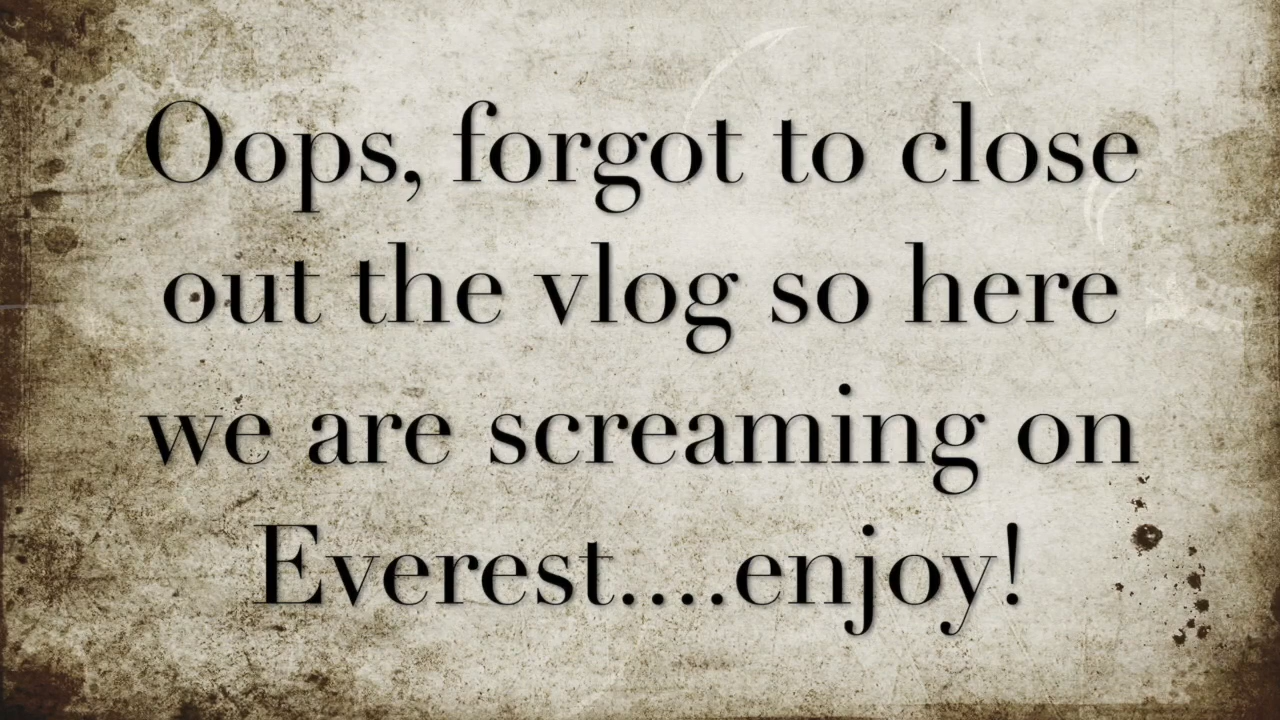 Oops, forgot to close
out the vlog so here
we are screaming on
Everest....enjoy!